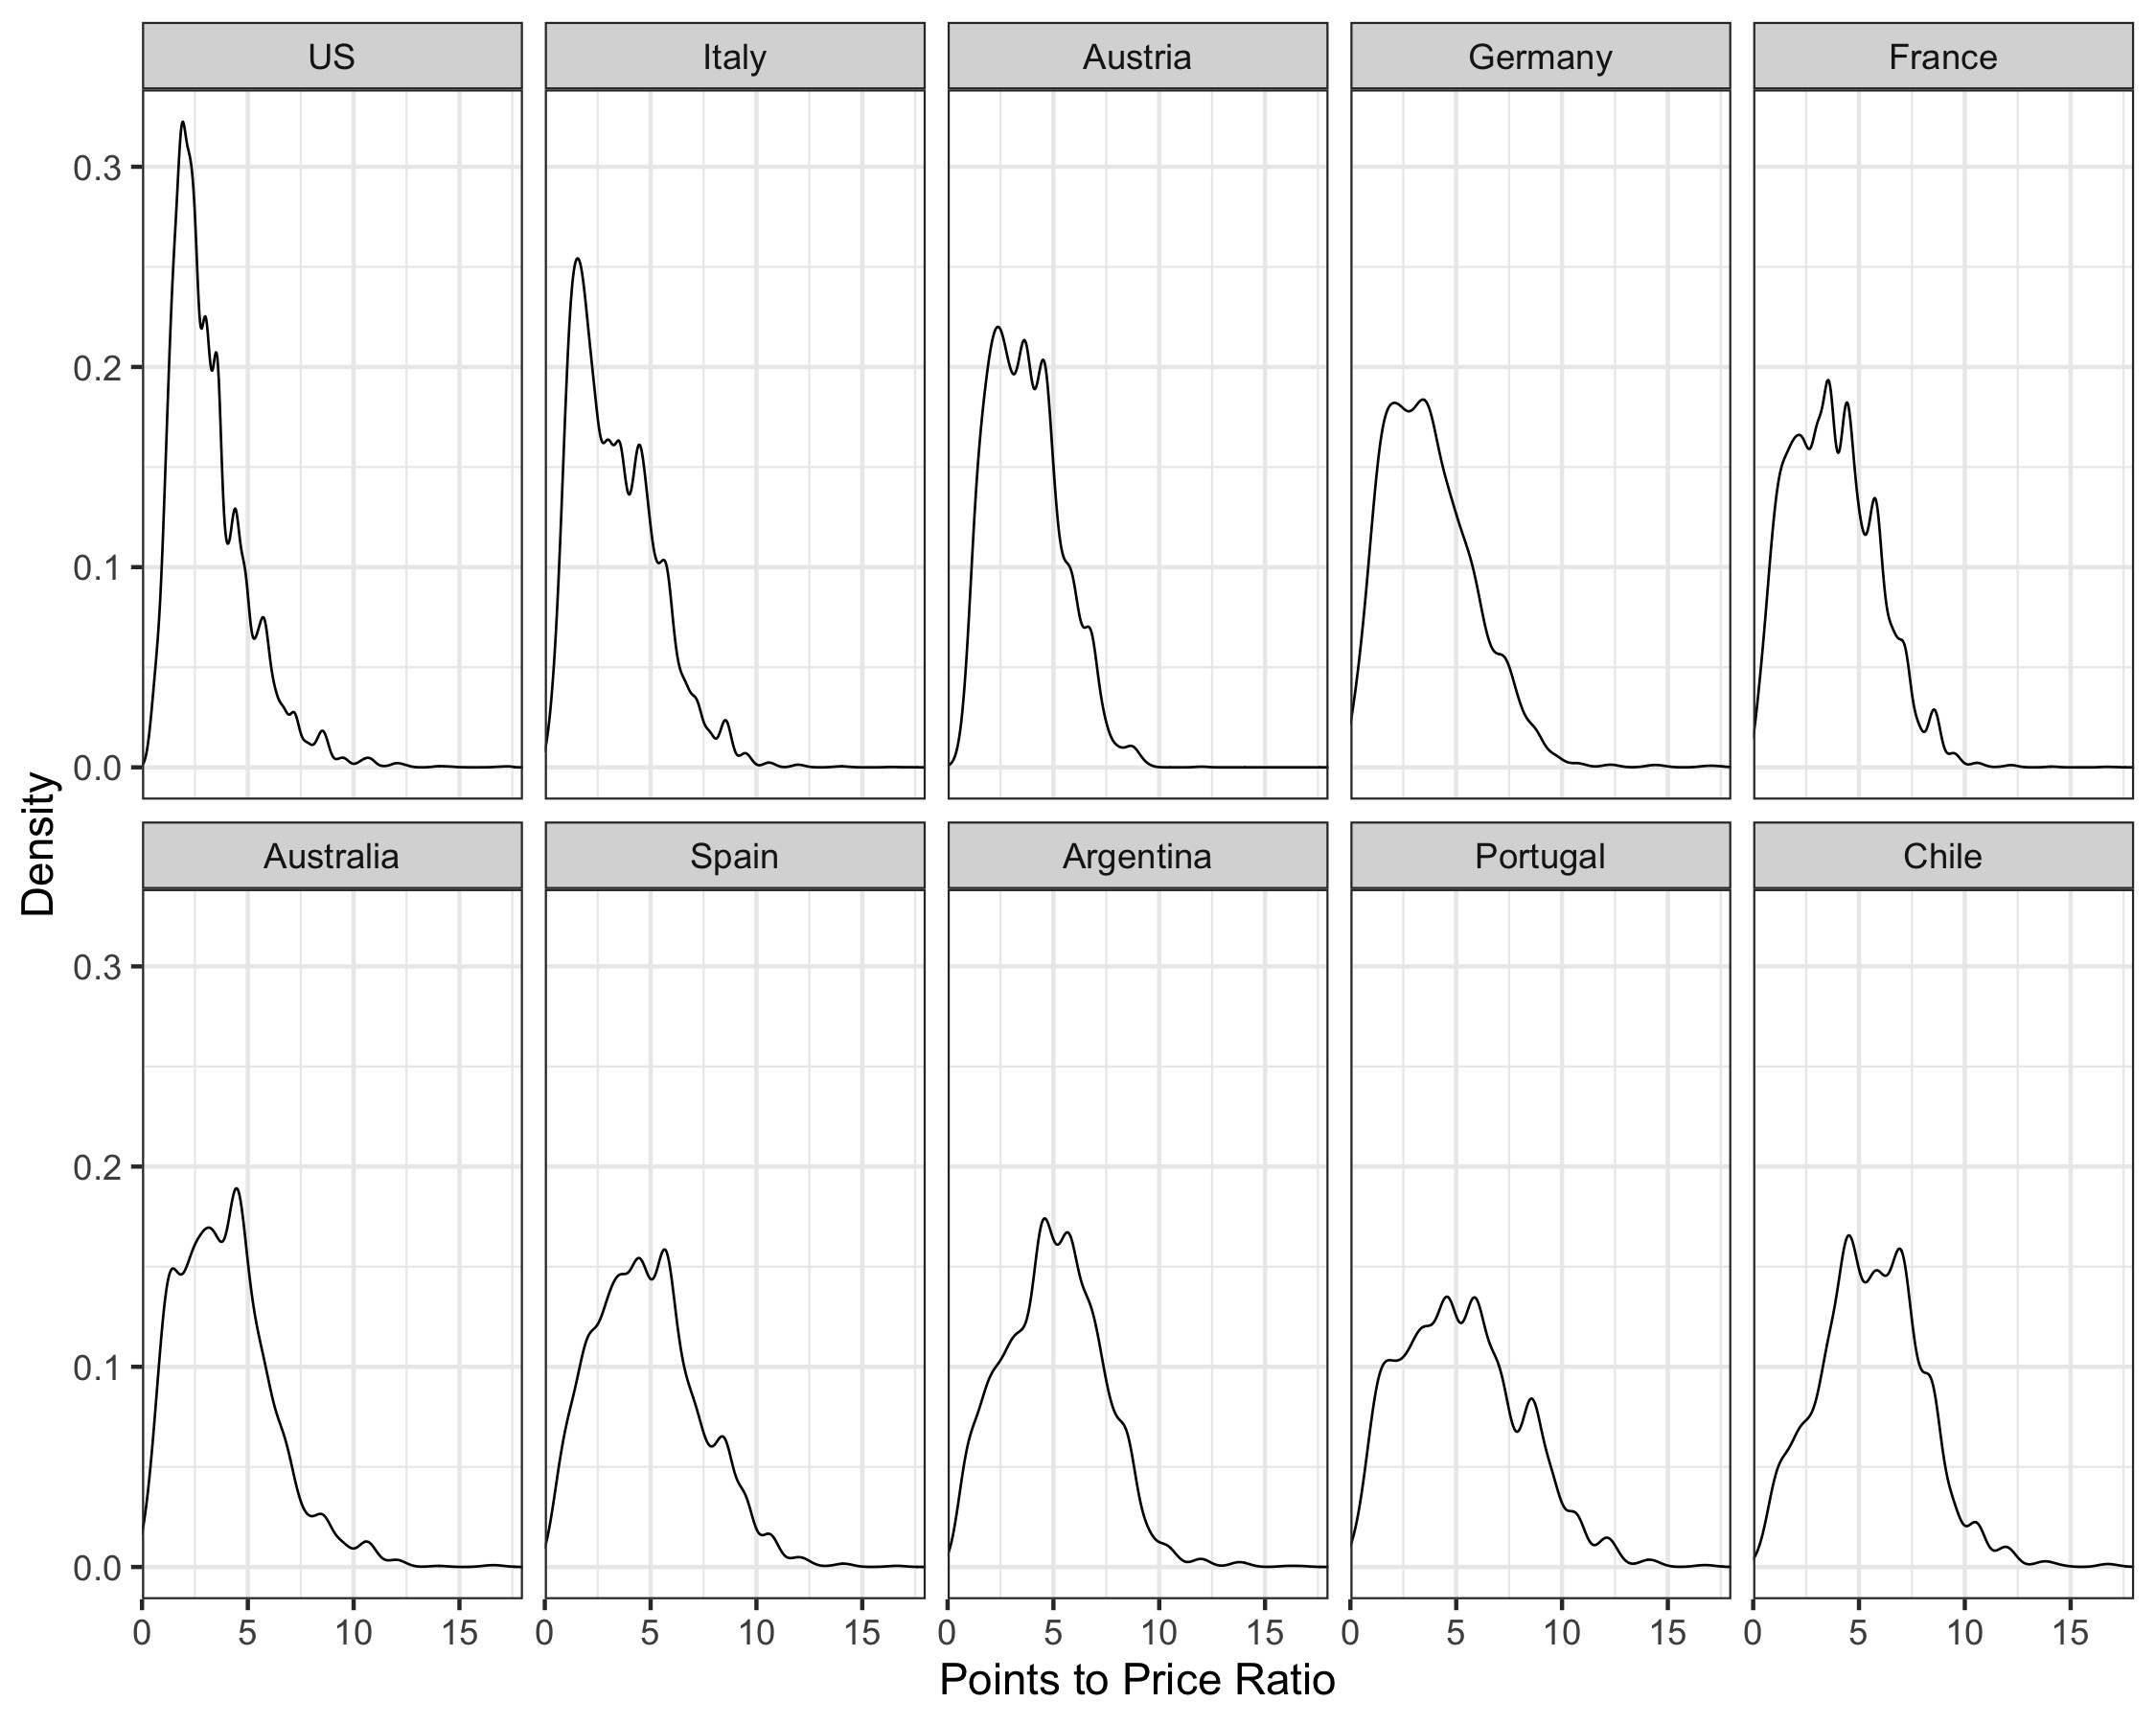 US Italy Austria Germany France
0.3
0.2
0.1
0.0
Australia Spain Argentina Portugal Chile
Density
0.3
0.2
0.1
0.0
0 5 10 15 0 5 10 15 0 5 10 15 0 5 10 15 0 5 10 15
Points to Price Ratio